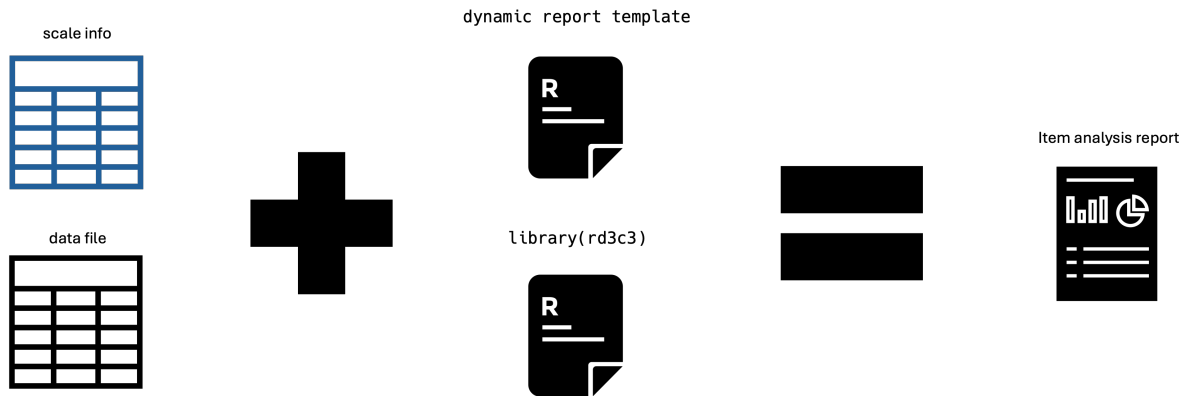 dynamic report template
scale info
R
Item analysis report
data file
library(rd3c3)
R